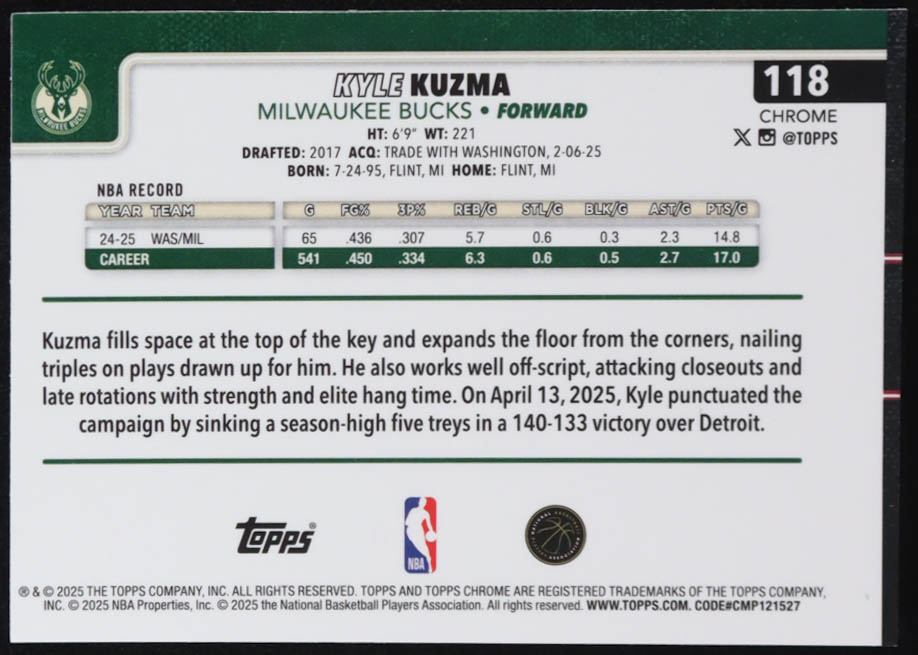 MILWAUKEE BUCKS
KYLE KUZMA
MILWAUKEE BUCKS • FORWARD
HT: 6'9" WT: 221
DRAFTED: 2017 ACQ: TRADE WITH WASHINGTON, 2-06-25
BORN: 7-24-95, FLINT, MI HOME: FLINT, MI
118
CHROME
@TOPPS
NBA RECORD
YEAR TEAM G FG% 3P% REB/G STL/G BLK/G AST/G PTS/G
24-25 WAS/MIL 65 .436 .307 5.7 0.6 0.3 2.3 14.8
CAREER 541 .450 .334 6.3 0.6 0.5 2.7 17.0
Kuzma fills space at the top of the key and expands the floor from the corners, nailing
triples on plays drawn up for him. He also works well off-script, attacking closeouts and
late rotations with strength and elite hang time. On April 13, 2025, Kyle punctuated the
campaign by sinking a season-high five treys in a 140-133 victory over Detroit.
Topps®
NBA
NATIONAL BASKETBALL
ASSOCIATION
® & © 2025 THE TOPPS COMPANY, INC. ALL RIGHTS RESERVED. TOPPS AND TOPPS CHROME ARE REGISTERED TRADEMARKS OF THE TOPPS COMPANY,
INC. © 2025 NBA Properties, Inc. © 2025 the National Basketball Players Association. All rights reserved. WWW.TOPPS.COM. CODE#CMP121527